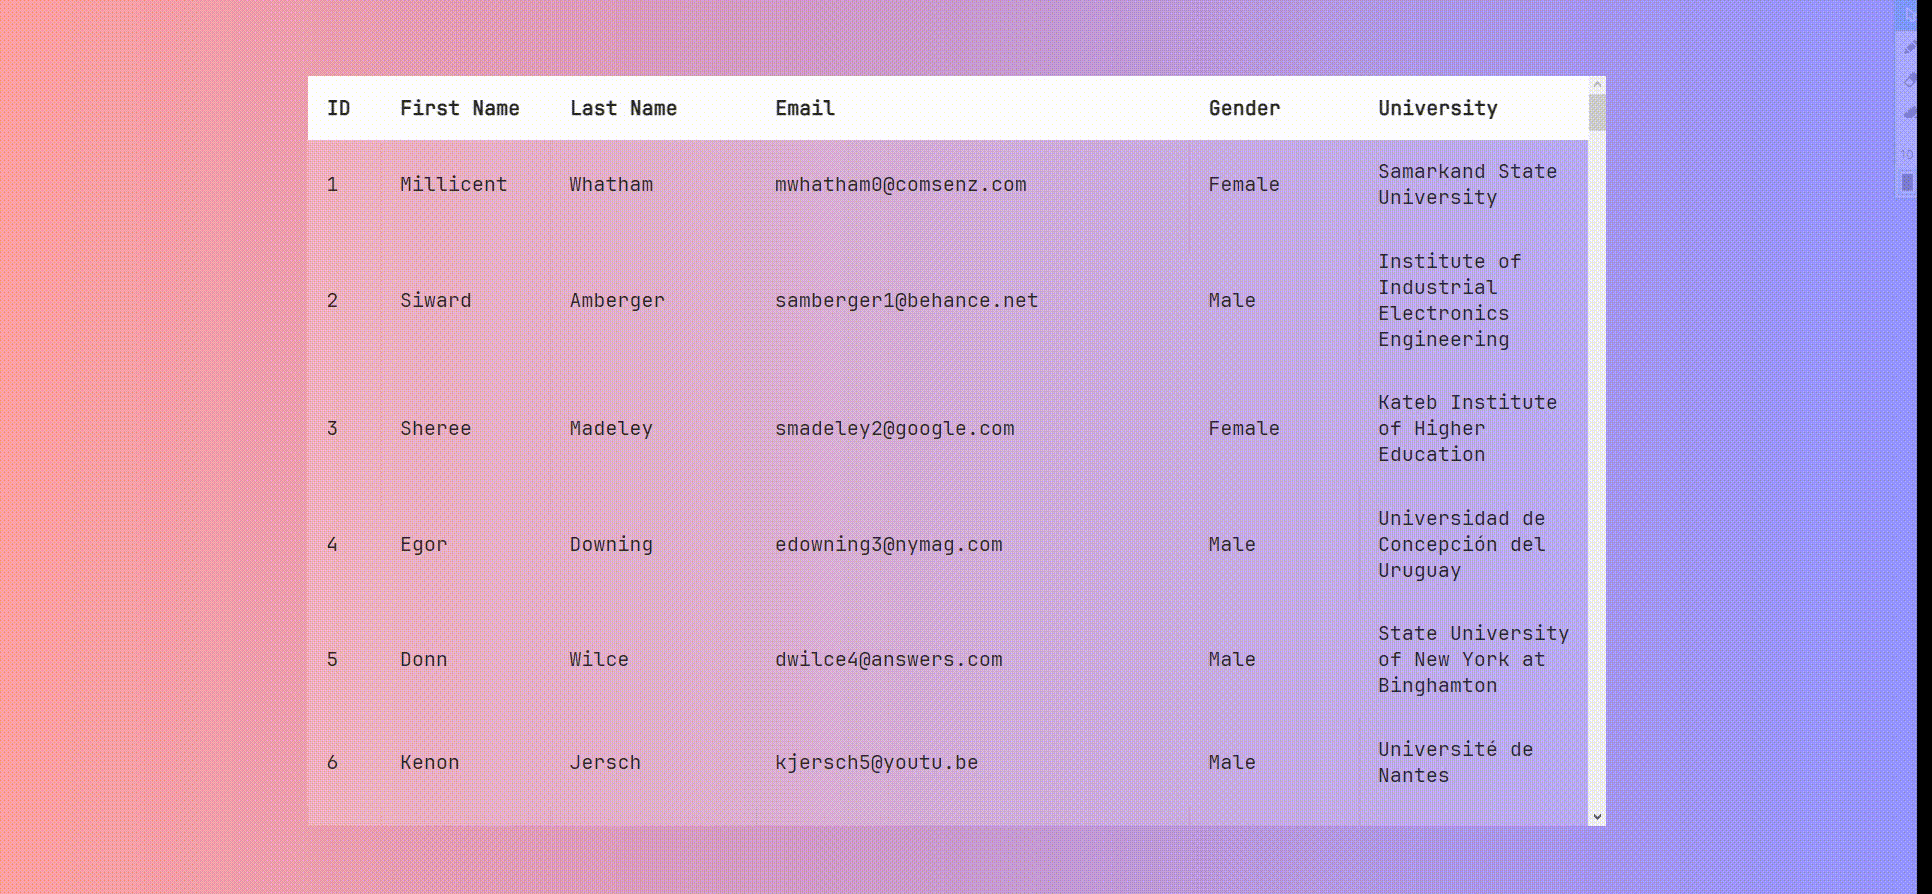 ID First Name Last Name Email Gender University
1 Millicent Whatham mwhatham0@comsenz.com Female Samarkand State
University
2 Siward Amberger samberger1@behance.net Male Institute of
Industrial
Electronics
Engineering
3 Sheree Madeley smadeley2@google.com Female Kateb Institute
of Higher
Education
4 Egor Downing edowning3@nymag.com Male Universidad de
Concepción del
Uruguay
5 Donn Wilce dwilce4@answers.com Male State University
of New York at
Binghamton
6 Kenon Jersch kjersch5@youtu.be Male Université de
Nantes
10